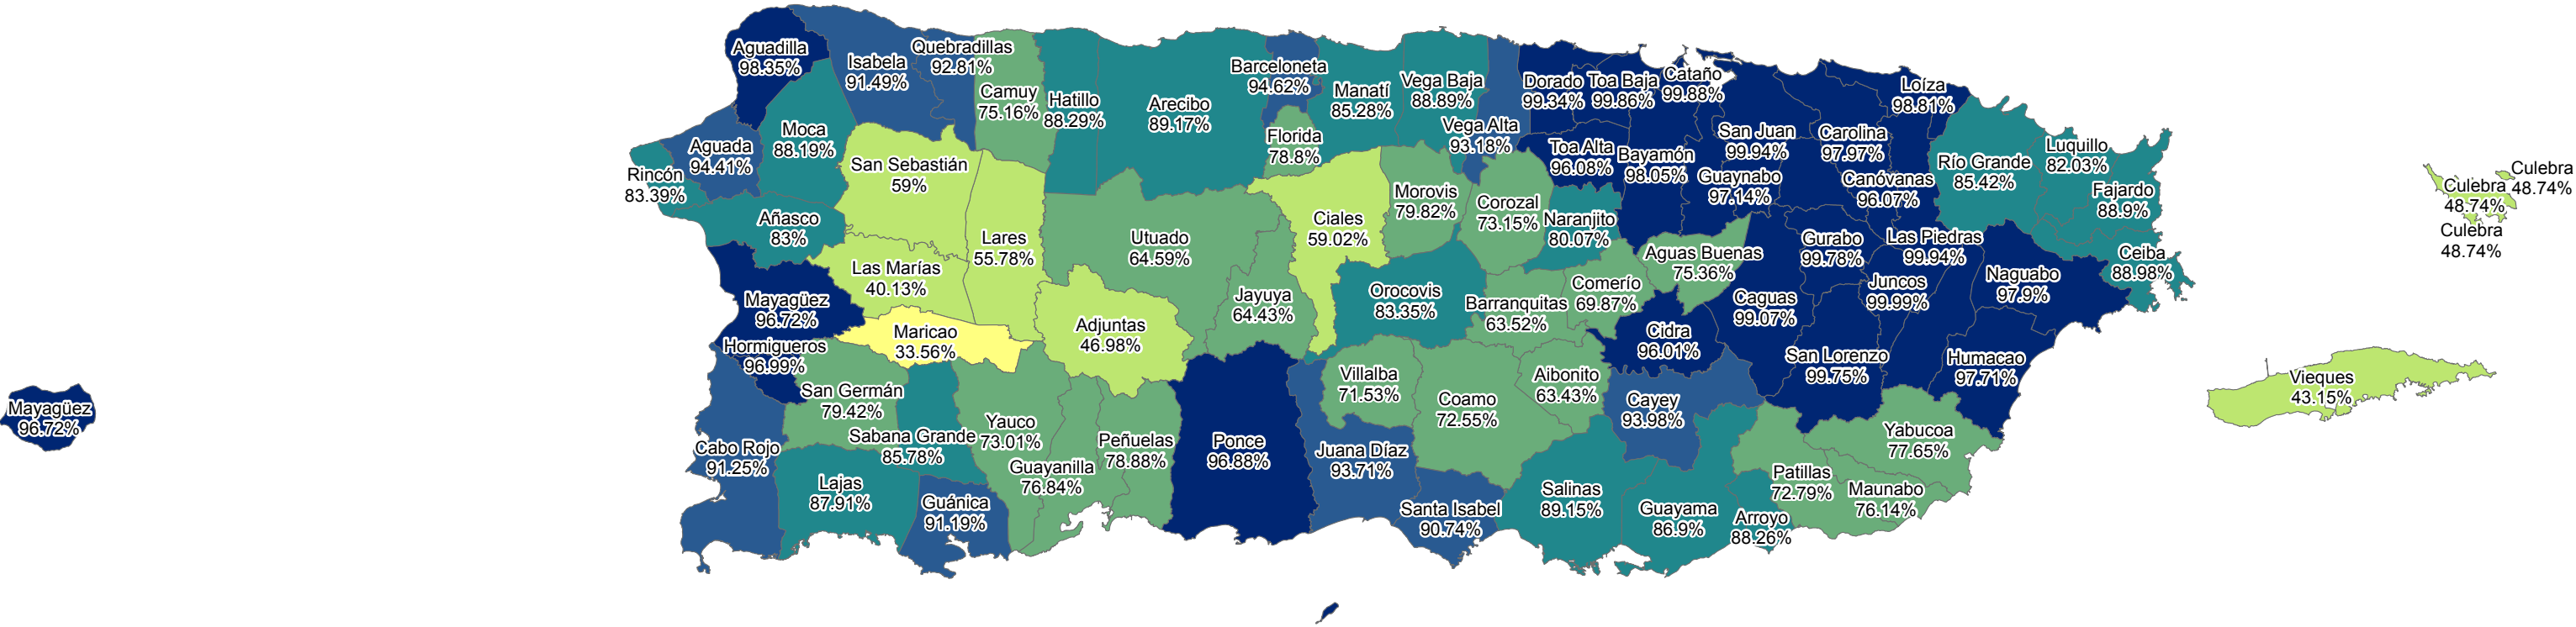 Aguadilla
98.35%
Isabela
91.49%
Quebradillas
92.81%
Camuy
75.16%
Hatillo
88.29%
Arecibo
89.17%
Barceloneta
94.62%
Florida
78.8%
Manatí
85.28%
Vega Baja
88.89%
Vega Alta
93.18%
Dorado
99.34%
Toa Baja
99.86%
Cataño
99.88%
Toa Alta
96.08%
Bayamón
98.05%
San Juan
99.94%
Guaynabo
97.14%
Carolina
97.97%
Loíza
98.81%
Canóvanas
96.07%
Río Grande
85.42%
Luquillo
82.03%
Fajardo
88.9%
Ceiba
88.98%
Culebra
48.74%
Culebra
48.74%
Culebra
48.74%
Moca
88.19%
Aguada
94.41%
Rincón
83.39%
Añasco
83%
San Sebastián
59%
Lares
55.78%
Las Marías
40.13%
Utuado
64.59%
Ciales
59.02%
Morovis
79.82%
Corozal
73.15%
Naranjito
80.07%
Aguas Buenas
75.36%
Gurabo
99.78%
Las Piedras
99.94%
Juncos
99.99%
Naguabo
97.9%
Mayagüez
96.72%
Maricao
33.56%
Adjuntas
46.98%
Jayuya
64.43%
Orocovis
83.35%
Barranquitas
63.52%
Comerío
69.87%
Cidra
96.01%
Caguas
99.07%
San Lorenzo
99.75%
Humacao
97.71%
Hormigueros
96.99%
San Germán
79.42%
Sabana Grande
85.78%
Yauco
73.01%
Guayanilla
76.84%
Peñuelas
78.88%
Ponce
96.88%
Villalba
71.53%
Juana Díaz
93.71%
Coamo
72.55%
Aibonito
63.43%
Cayey
93.98%
Yabucoa
77.65%
Patillas
72.79%
Maunabo
76.14%
Vieques
43.15%
Mayagüez
96.72%
Cabo Rojo
91.25%
Lajas
87.91%
Guánica
91.19%
Santa Isabel
90.74%
Salinas
89.15%
Guayama
86.9%
Arroyo
88.26%